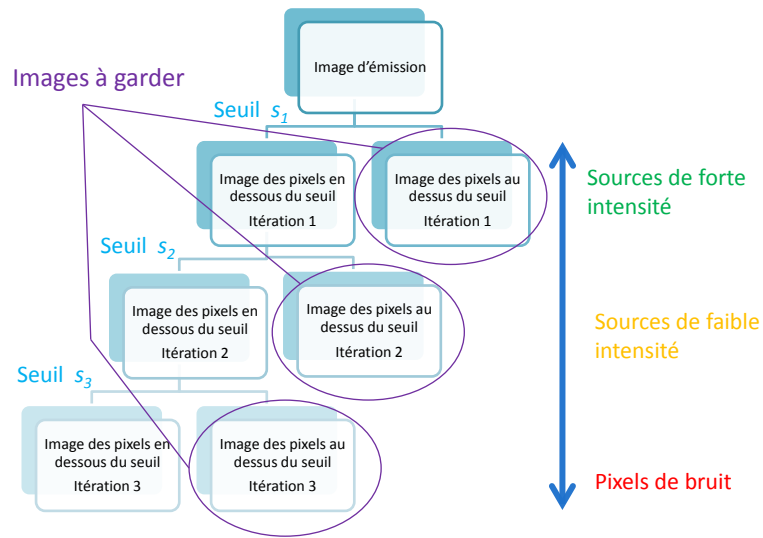 Image d'émission
Images à garder
Seuil s1
Image des pixels en
dessous du seuil
Itération 1
Image des pixels au
dessus du seuil
Itération 1
Sources de forte
intensité
Seuil s2
Image des pixels en
dessous du seuil
Itération 2
Image des pixels au
dessus du seuil
Itération 2
Sources de faible
intensité
Seuil s3
Image des pixels en
dessous du seuil
Itération 3
Image des pixels au
dessus du seuil
Itération 3
Pixels de bruit